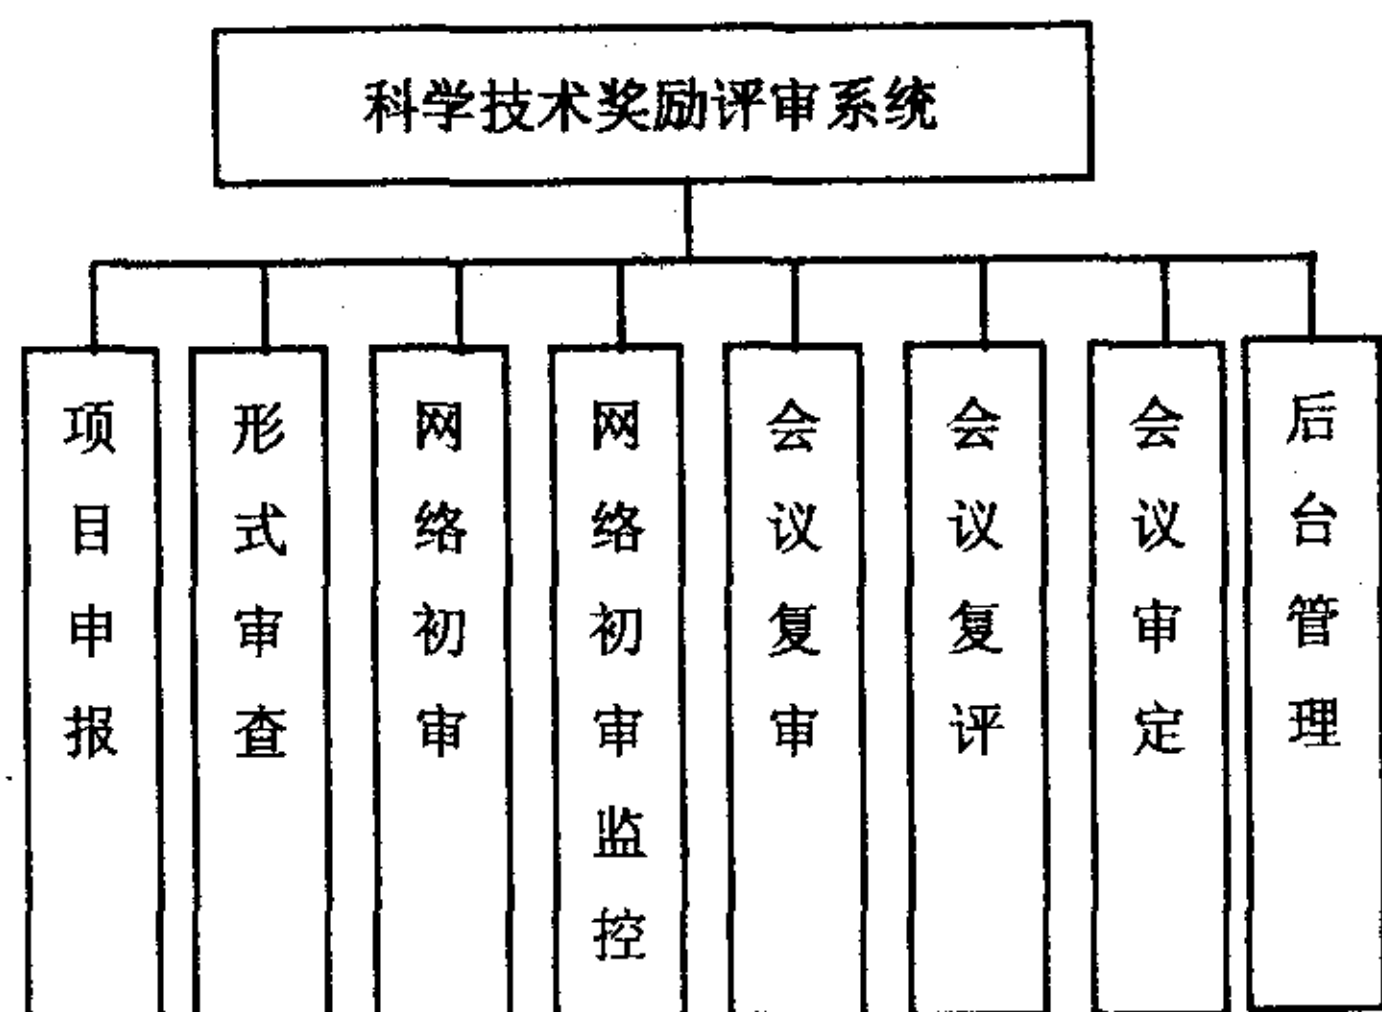 科学技术奖励评审系统
项目申报
形式审查
网络初审
网络初审监控
会议复审
会议复评
会议审定
后台管理